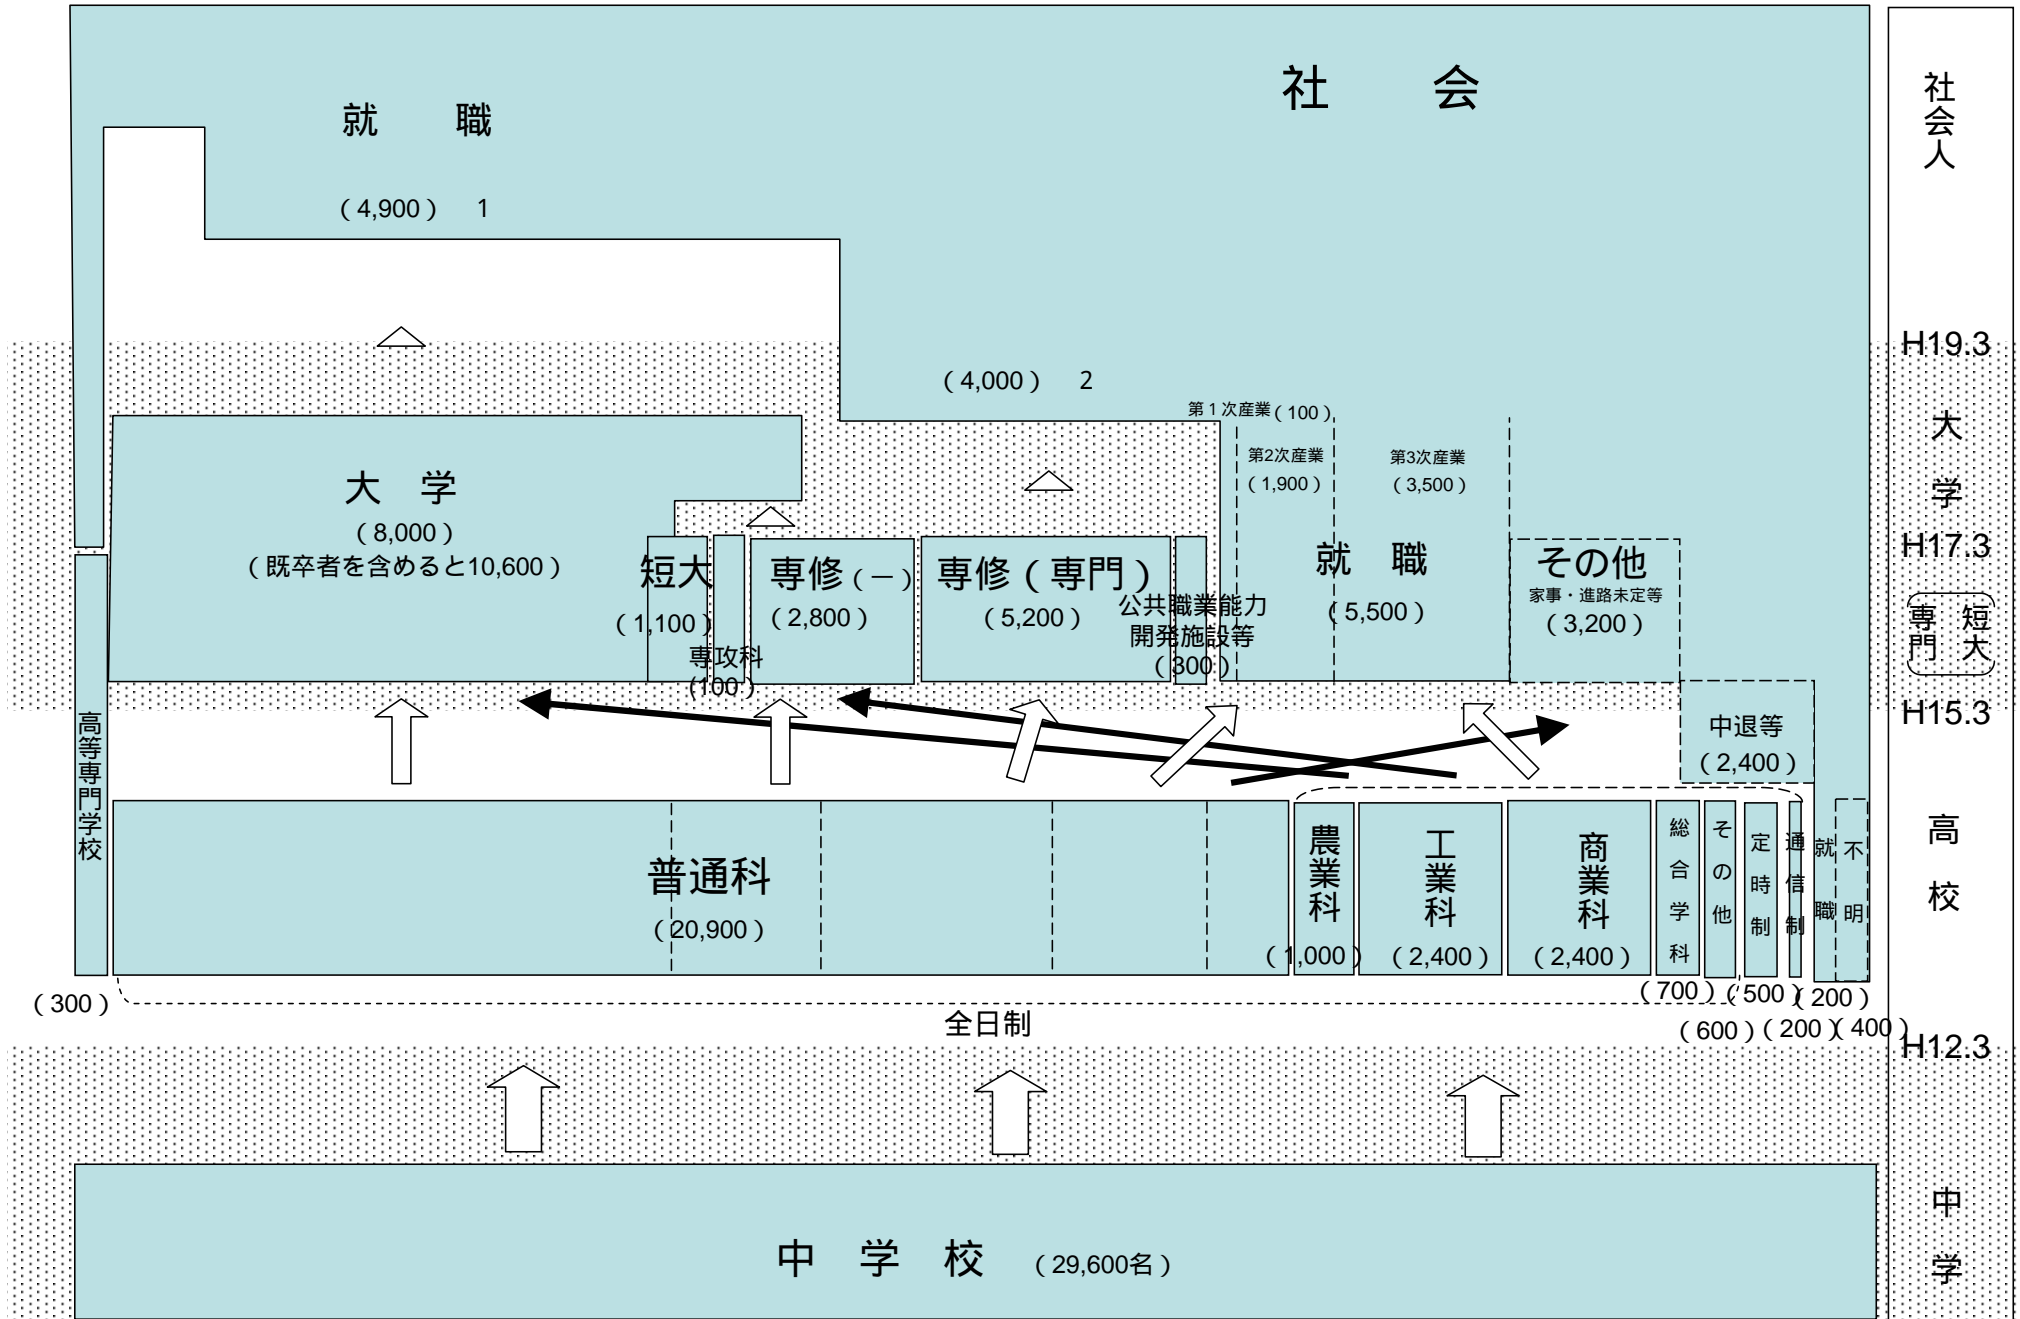 社　会
就　職
（4,900）　1
（4,000）　2
第１次産業（100）
第2次産業
（1,900）
第3次産業
（3,500）
大　学
（8,000）
（既卒者を含めると10,600）
短大
（1,100）
専攻科
(100）
専修（－）
（2,800）
専修（専門）
（5,200）
公共職業能力
開発施設等
（300）
就　職
（5,500）
その他
家事・進路未定等
（3,200）
中退等
（2,400）
高等専門学校
（300）
普通科
（20,900）
農業科
（1,000）
工業科
（2,400）
商業科
（2,400）
総合学科
（700）
その他
（600）
定時制
（500）
通信制
（200）
就職
（200）
不明
（400）
全日制
中　学　校　（29,600名）
社会人
H19.3
大学
H17.3
専門
短大
H15.3
高校
H12.3
中学